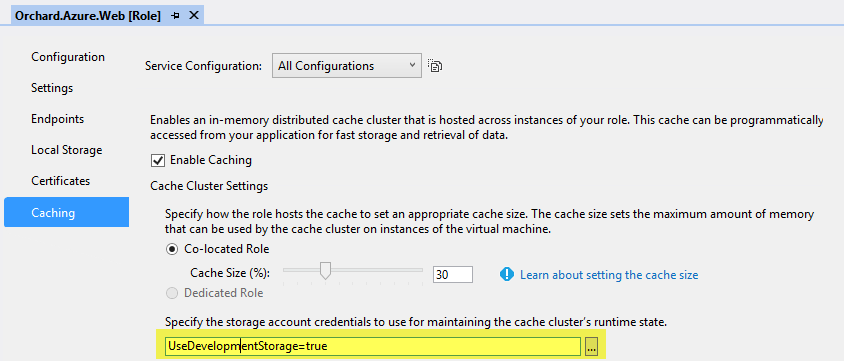 Orchard.Azure.Web [Role]
Configuration
Settings
Endpoints
Local Storage
Certificates
Caching
Service Configuration: All Configurations
Enables an in-memory distributed cache cluster that is hosted across instances of your role. This cache can be programmatically
accessed from your application for fast storage and retrieval of data.
Enable Caching
Cache Cluster Settings
Specify how the role hosts the cache to set an appropriate cache size. The cache size sets the maximum amount of memory
that can be used by the cache cluster on instances of the virtual machine.
Co-located Role
Cache Size (%): 30 Learn about setting the cache size
Dedicated Role
Specify the storage account credentials to use for maintaining the cache cluster's runtime state.
UseDevelopmentStorage=true ...